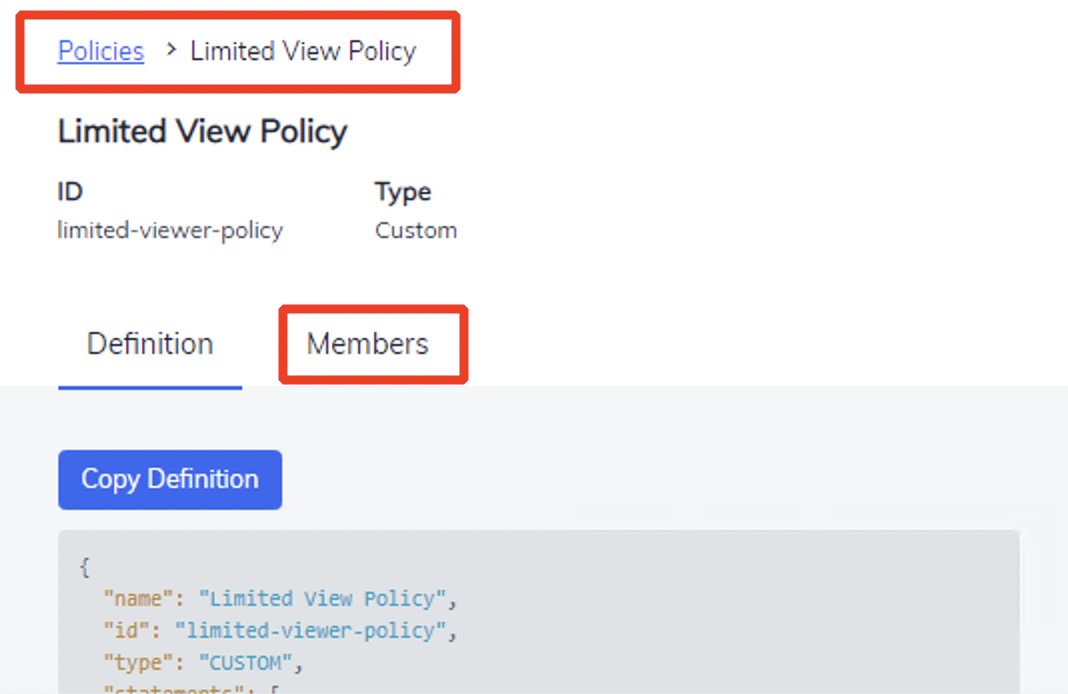 Policies > Limited View Policy
Limited View Policy
ID Type
limited-viewer-policy Custom
Definition Members
Copy Definition
{
"name": "Limited View Policy",
"id": "limited-viewer-policy",
"type": "CUSTOM",
"statements": [